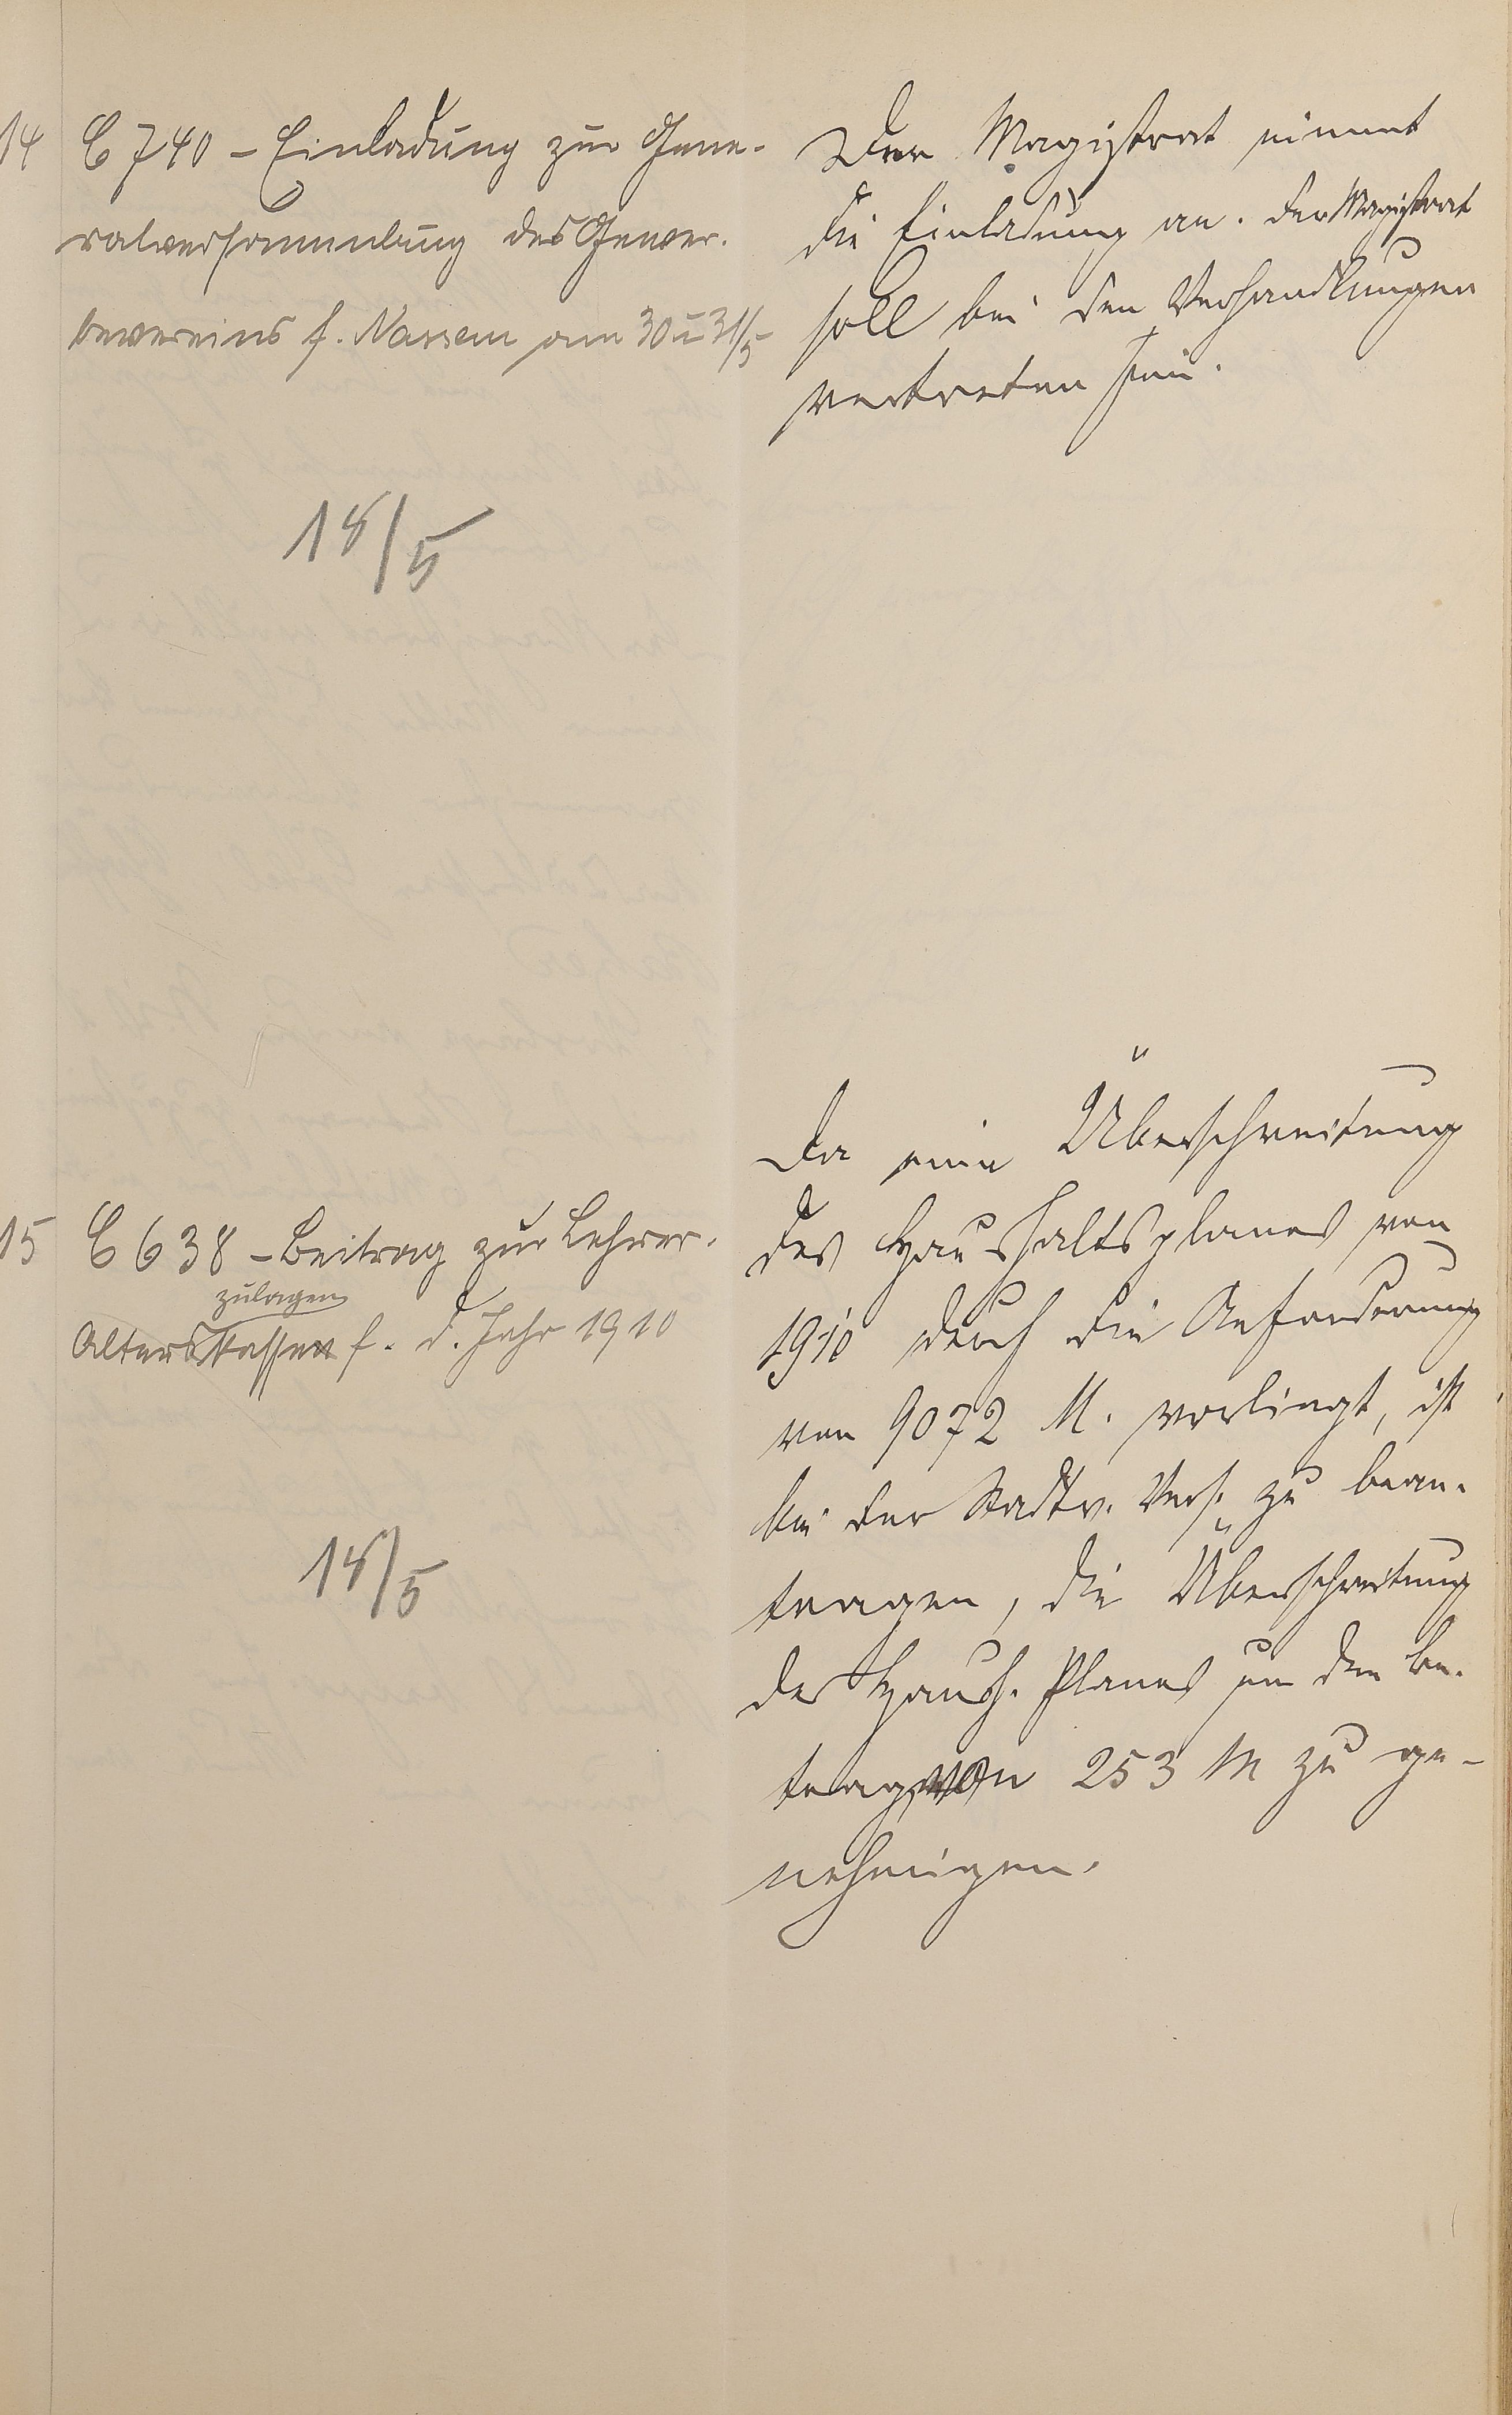 14 C 740 - Einladung zur Gene-
ralversammlung des Gewer-
bevereins f. Nassau am 30 u 31/5
18/5
Der Magistrat nimmt
die Einladung an. Der Magistrat
soll bei den Verhandlungen
vertreten sein.
15 C 638 - Beitrag zur Lehrer-
zulagen
Alterskassen f. d. Jahr 1910
18/5
Da eine Überschreitung
des Haushaltsplanes von
1910 durch die Anforderung
von 9072 M. vorliegt, ist
bei der Stadtv. Vers. zu bean-
tragen, die Überschreitung
des Haush. Planes um den Be-
trag von 253 M zu ge-
nehmigen.